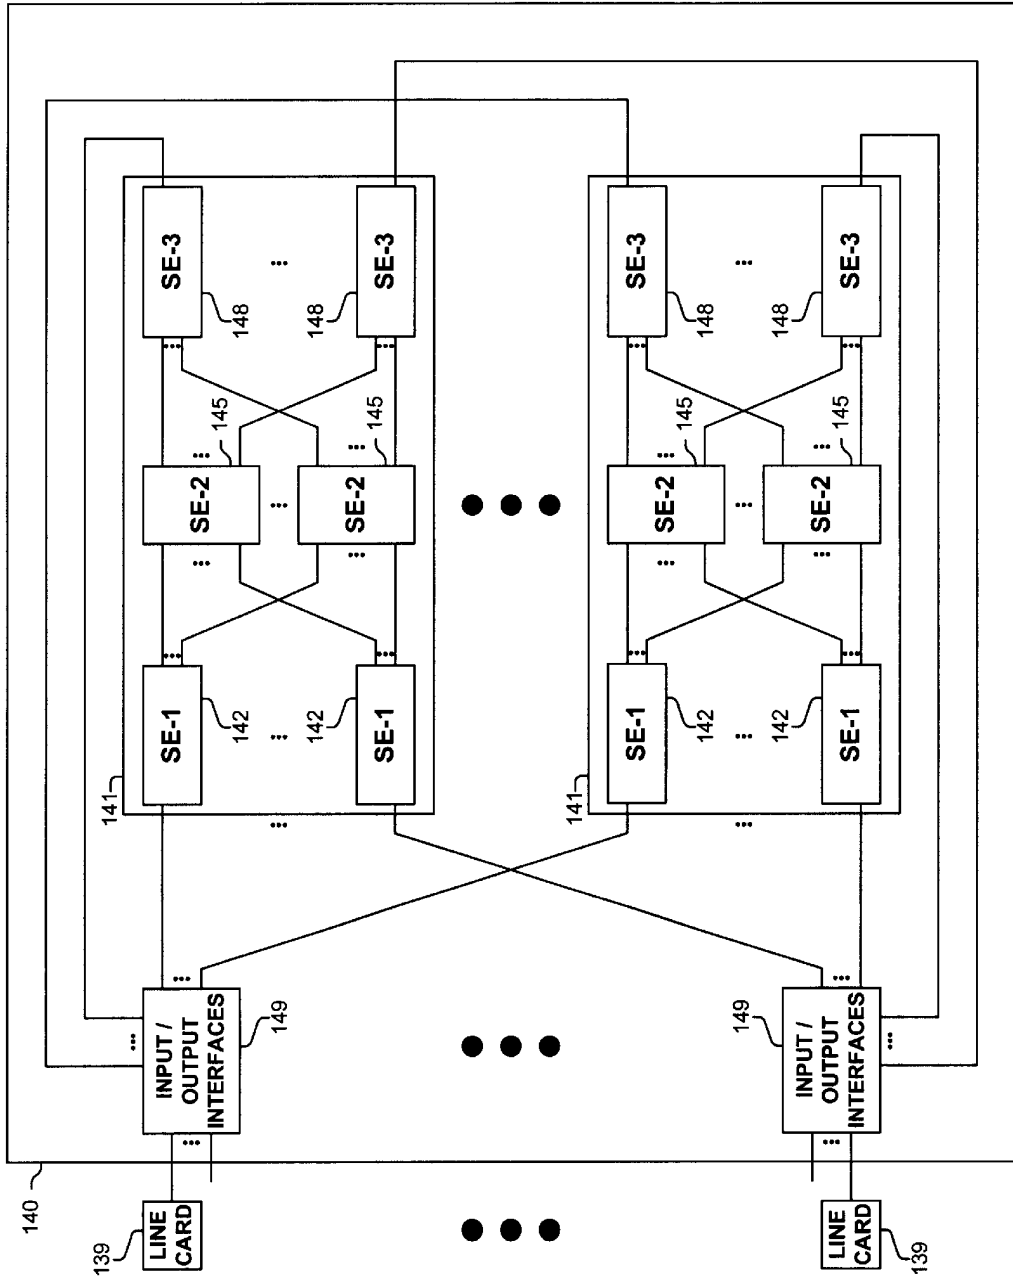 140
139
LINE
CARD
INPUT /
OUTPUT
INTERFACES
149
...
...
...
141
SE-1
142
...
SE-1
142
...
...
...
...
...
SE-2
145
...
SE-2
145
...
...
...
...
SE-3
148
...
SE-3
148
141
SE-1
142
...
SE-1
142
...
...
...
...
...
SE-2
145
...
SE-2
145
...
...
...
...
SE-3
148
...
SE-3
148
139
LINE
CARD
INPUT /
OUTPUT
INTERFACES
149
...
...
...